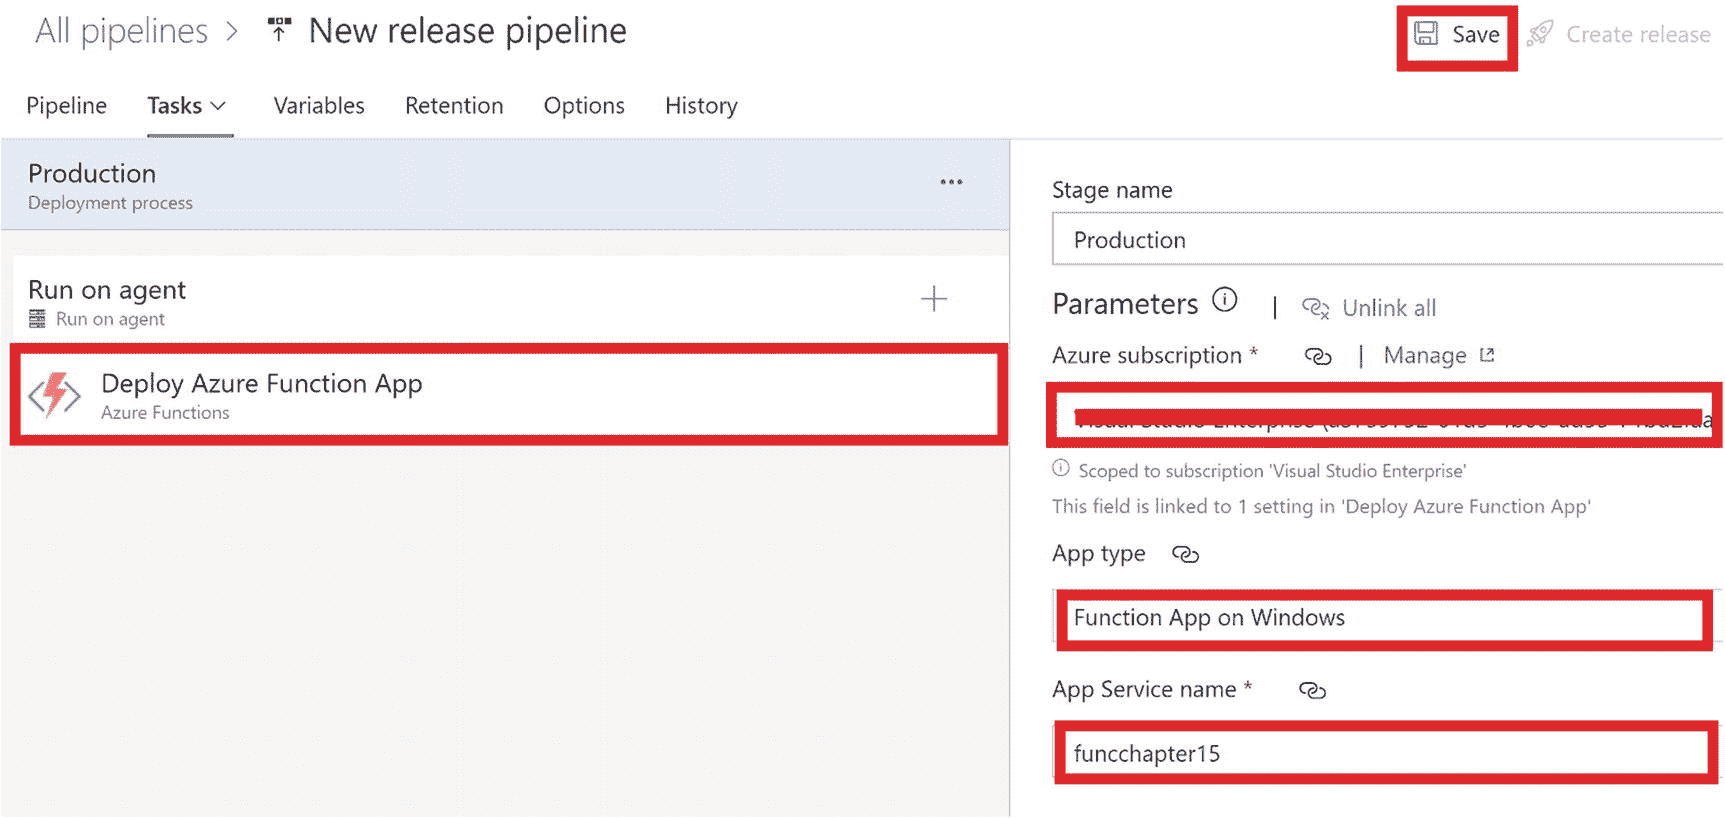 All pipelines > New release pipeline
Save
Create release
Pipeline
Tasks
Variables
Retention
Options
History
Production
Deployment process
Run on agent
Run on agent
Deploy Azure Function App
Azure Functions
Stage name
Production
Parameters
| Unlink all
Azure subscription *
| Manage
Scoped to subscription 'Visual Studio Enterprise'
This field is linked to 1 setting in 'Deploy Azure Function App'
App type
Function App on Windows
App Service name *
funcchapter15